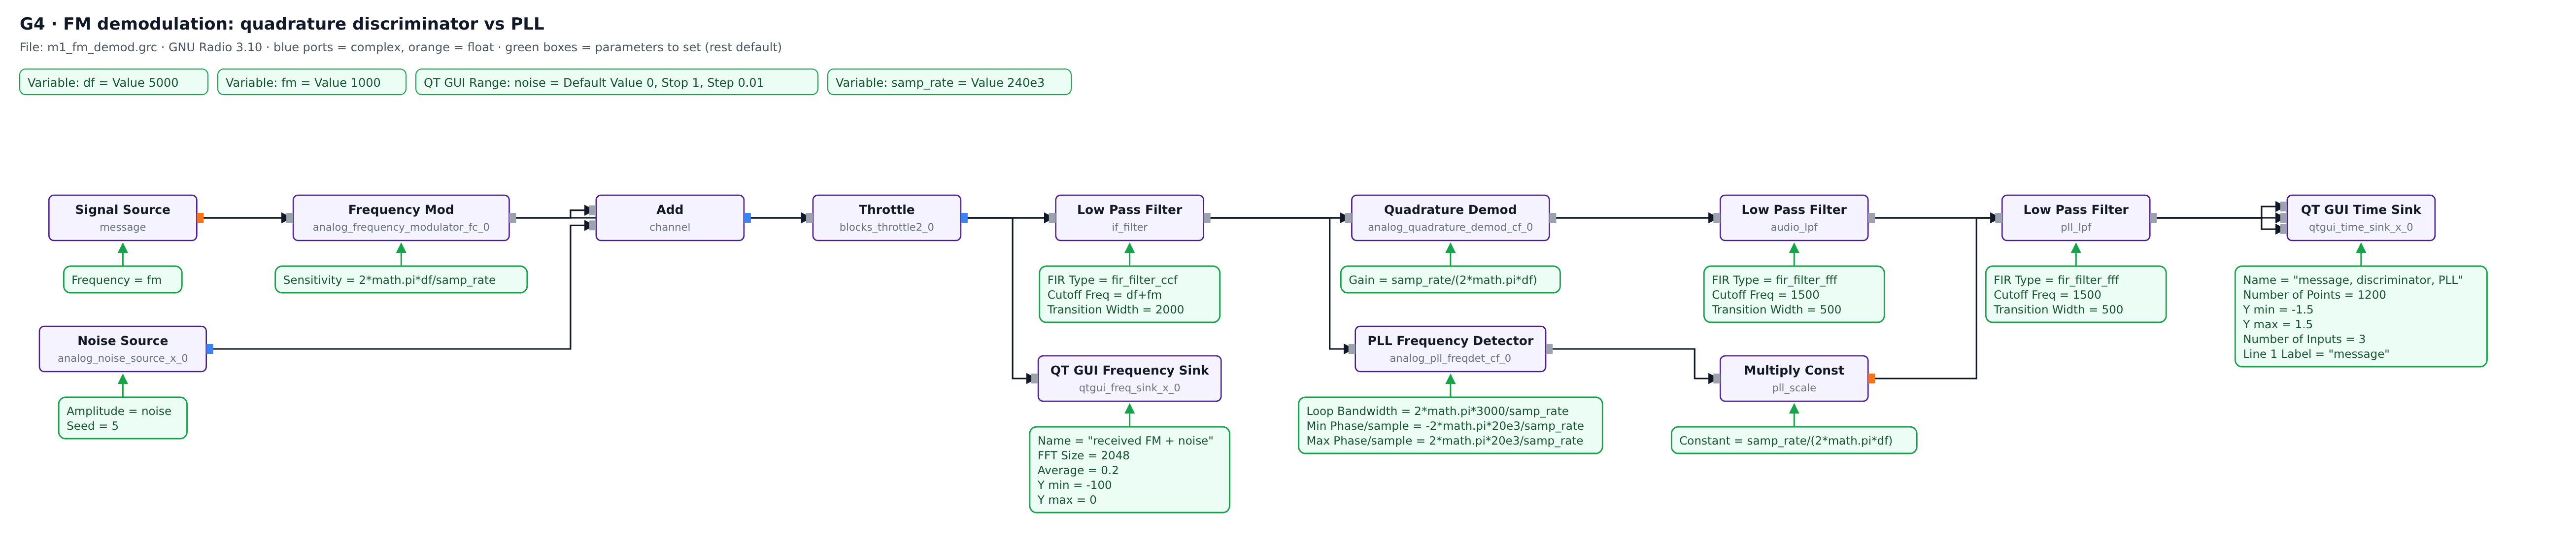 G4 · FM demodulation: quadrature discriminator vs PLL
File: m1_fm_demod.grc · GNU Radio 3.10 · blue ports = complex, orange = float · green boxes = parameters to set (rest default)
Variable: df = Value 5000
Variable: fm = Value 1000
QT GUI Range: noise = Default Value 0, Stop 1, Step 0.01
Variable: samp_rate = Value 240e3
Signal Source
message
Frequency = fm
Frequency Mod
analog_frequency_modulator_fc_0
Sensitivity = 2*math.pi*df/samp_rate
Add
channel
Throttle
blocks_throttle2_0
Low Pass Filter
if_filter
FIR Type = fir_filter_ccf
Cutoff Freq = df+fm
Transition Width = 2000
Quadrature Demod
analog_quadrature_demod_cf_0
Gain = samp_rate/(2*math.pi*df)
Low Pass Filter
audio_lpf
FIR Type = fir_filter_fff
Cutoff Freq = 1500
Transition Width = 500
Low Pass Filter
pll_lpf
FIR Type = fir_filter_fff
Cutoff Freq = 1500
Transition Width = 500
QT GUI Time Sink
qtgui_time_sink_x_0
Name = "message, discriminator, PLL"
Number of Points = 1200
Y min = -1.5
Y max = 1.5
Number of Inputs = 3
Line 1 Label = "message"
Noise Source
analog_noise_source_x_0
Amplitude = noise
Seed = 5
QT GUI Frequency Sink
qtgui_freq_sink_x_0
Name = "received FM + noise"
FFT Size = 2048
Average = 0.2
Y min = -100
Y max = 0
PLL Frequency Detector
analog_pll_freqdet_cf_0
Loop Bandwidth = 2*math.pi*3000/samp_rate
Min Phase/sample = -2*math.pi*20e3/samp_rate
Max Phase/sample = 2*math.pi*20e3/samp_rate
Multiply Const
pll_scale
Constant = samp_rate/(2*math.pi*df)